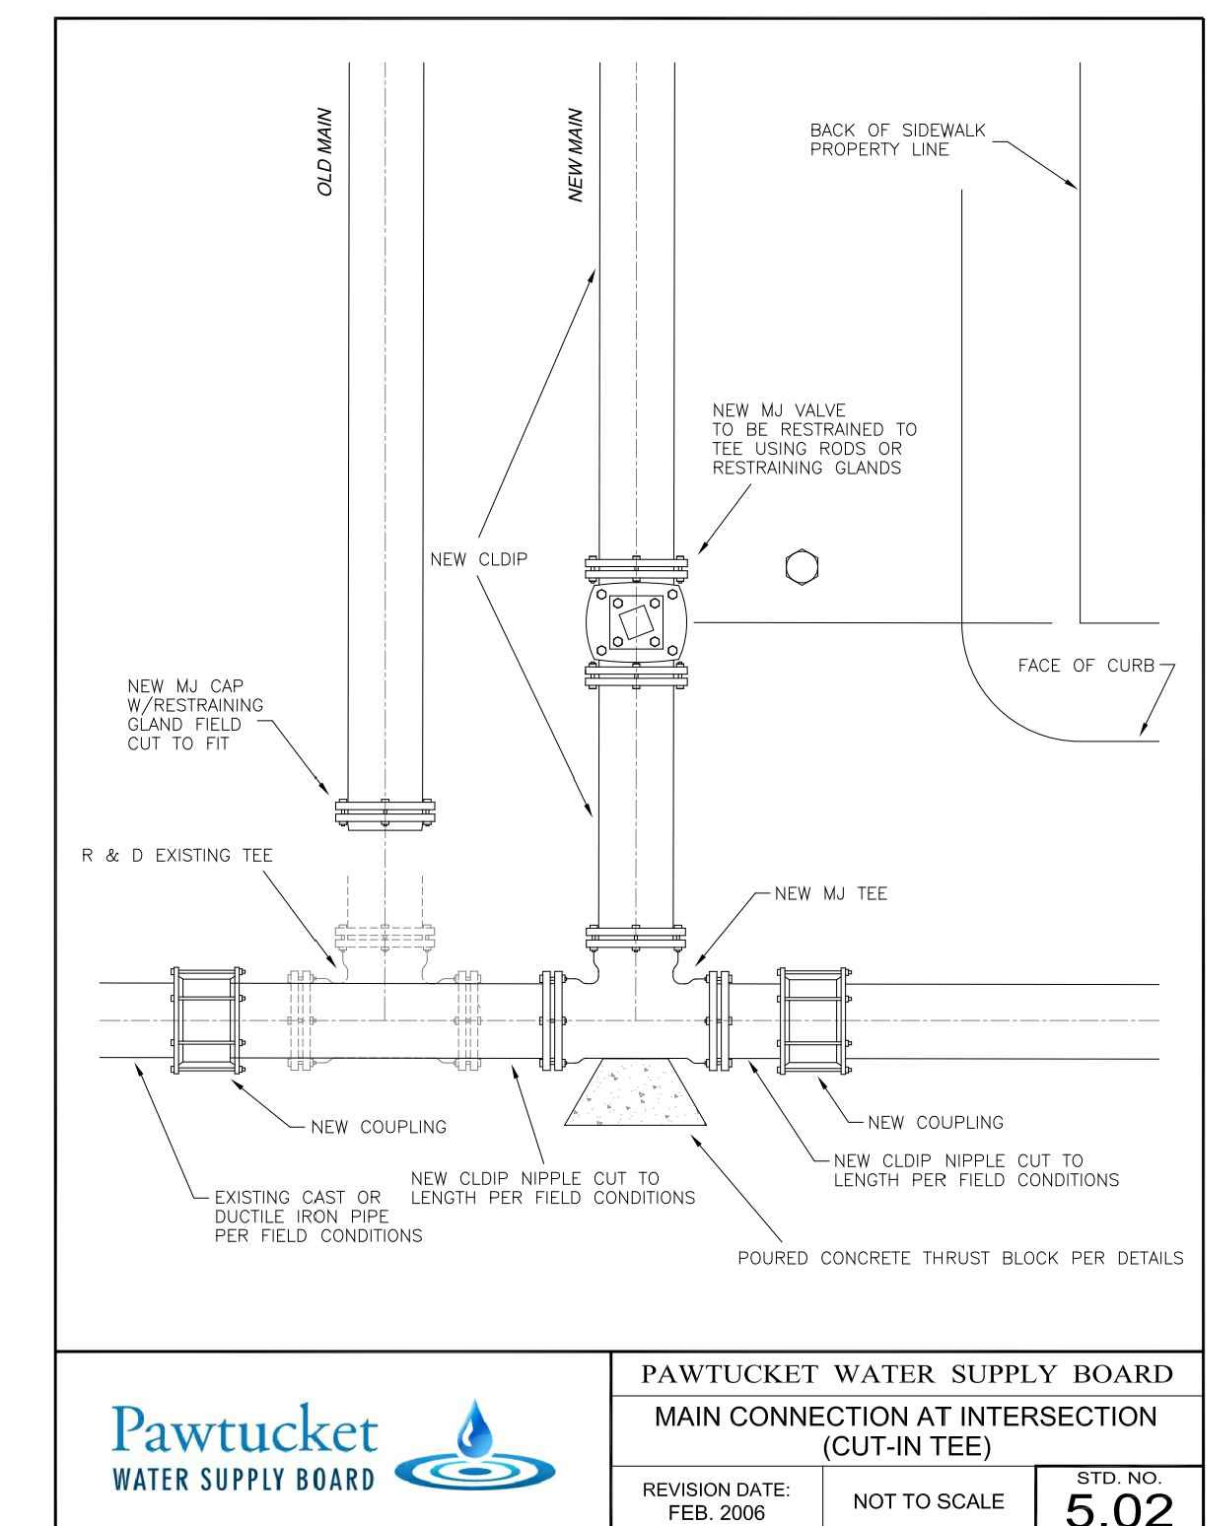 OLD MAIN
NEW MAIN
BACK OF SIDEWALK
PROPERTY LINE
NEW MJ VALVE
TO BE RESTRAINED TO
TEE USING RODS OR
RESTRAINING GLANDS
NEW CLDIP
FACE OF CURB
NEW MJ CAP
W/RESTRAINING
GLAND FIELD
CUT TO FIT
R & D EXISTING TEE
NEW MJ TEE
NEW COUPLING
NEW COUPLING
NEW CLDIP NIPPLE CUT TO
LENGTH PER FIELD CONDITIONS
NEW CLDIP NIPPLE CUT TO
LENGTH PER FIELD CONDITIONS
EXISTING CAST OR
DUCTILE IRON PIPE
PER FIELD CONDITIONS
POURED CONCRETE THRUST BLOCK PER DETAILS
Pawtucket
WATER SUPPLY BOARD
PAWTUCKET WATER SUPPLY BOARD
MAIN CONNECTION AT INTERSECTION
(CUT-IN TEE)
REVISION DATE:
FEB. 2006
NOT TO SCALE
STD. NO.
5.02